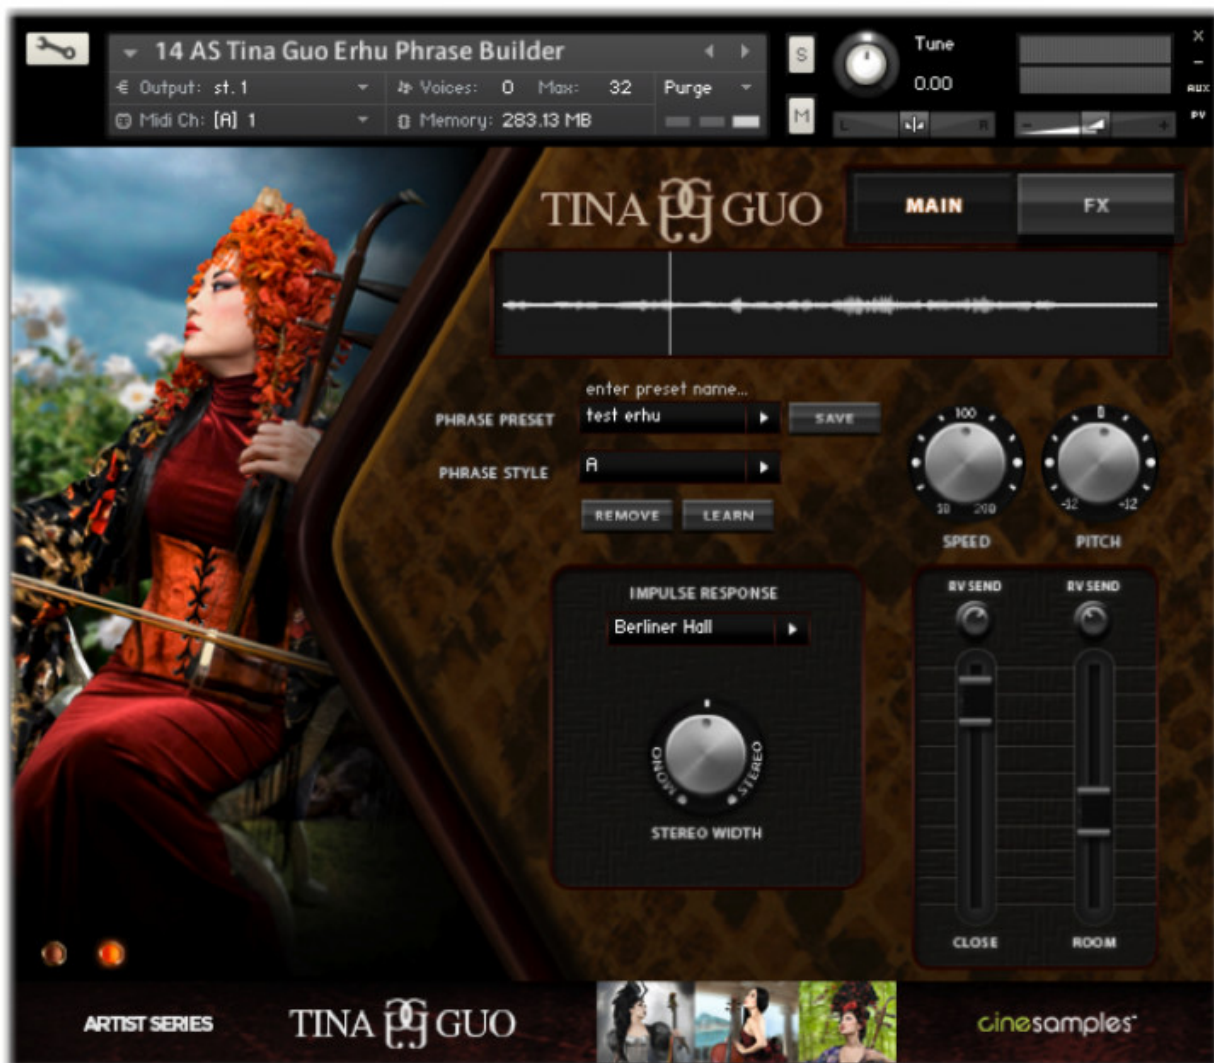 14 AS Tina Guo Erhu Phrase Builder
Output: st. 1
Voices: 0 Max: 32
Purge
Midi Ch: [A] 1
Memory: 283.13 MB
S
M
Tune
0.00
L
R
-
+
X
-
AUX
PV
TINA GUO
MAIN
FX
enter preset name...
PHRASE PRESET
test erhu
SAVE
PHRASE STYLE
A
REMOVE
LEARN
100
50 200
SPEED
0
-12 -12
PITCH
IMPULSE RESPONSE
Berliner Hall
MONO
STEREO
STEREO WIDTH
RV SEND
RV SEND
CLOSE
ROOM
ARTIST SERIES
TINA GUO
cinesamples